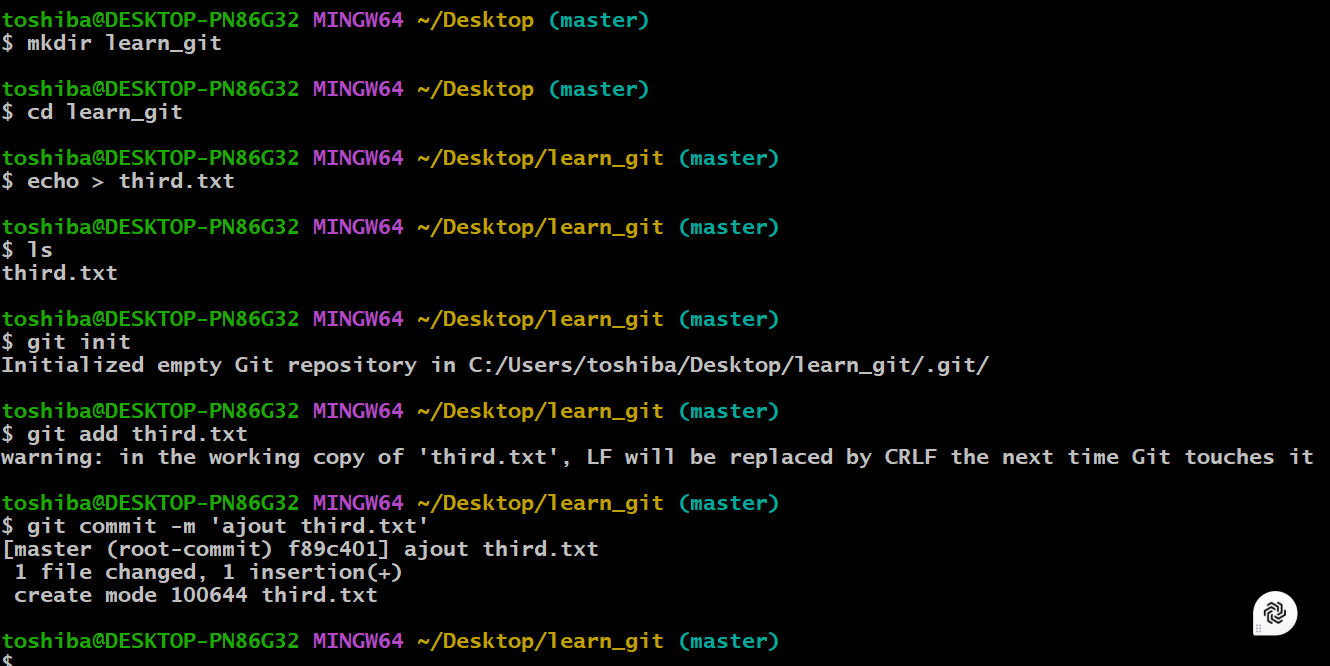 toshiba@DESKTOP-PN86G32 MINGW64 ~/Desktop (master)
$ mkdir learn_git
toshiba@DESKTOP-PN86G32 MINGW64 ~/Desktop (master)
$ cd learn_git
toshiba@DESKTOP-PN86G32 MINGW64 ~/Desktop/learn_git (master)
$ echo > third.txt
toshiba@DESKTOP-PN86G32 MINGW64 ~/Desktop/learn_git (master)
$ ls
third.txt
toshiba@DESKTOP-PN86G32 MINGW64 ~/Desktop/learn_git (master)
$ git init
Initialized empty Git repository in C:/Users/toshiba/Desktop/learn_git/.git/
toshiba@DESKTOP-PN86G32 MINGW64 ~/Desktop/learn_git (master)
$ git add third.txt
warning: in the working copy of 'third.txt', LF will be replaced by CRLF the next time Git touches it
toshiba@DESKTOP-PN86G32 MINGW64 ~/Desktop/learn_git (master)
$ git commit -m 'ajout third.txt'
[master (root-commit) f89c401] ajout third.txt
 1 file changed, 1 insertion(+)
 create mode 100644 third.txt
toshiba@DESKTOP-PN86G32 MINGW64 ~/Desktop/learn_git (master)
$